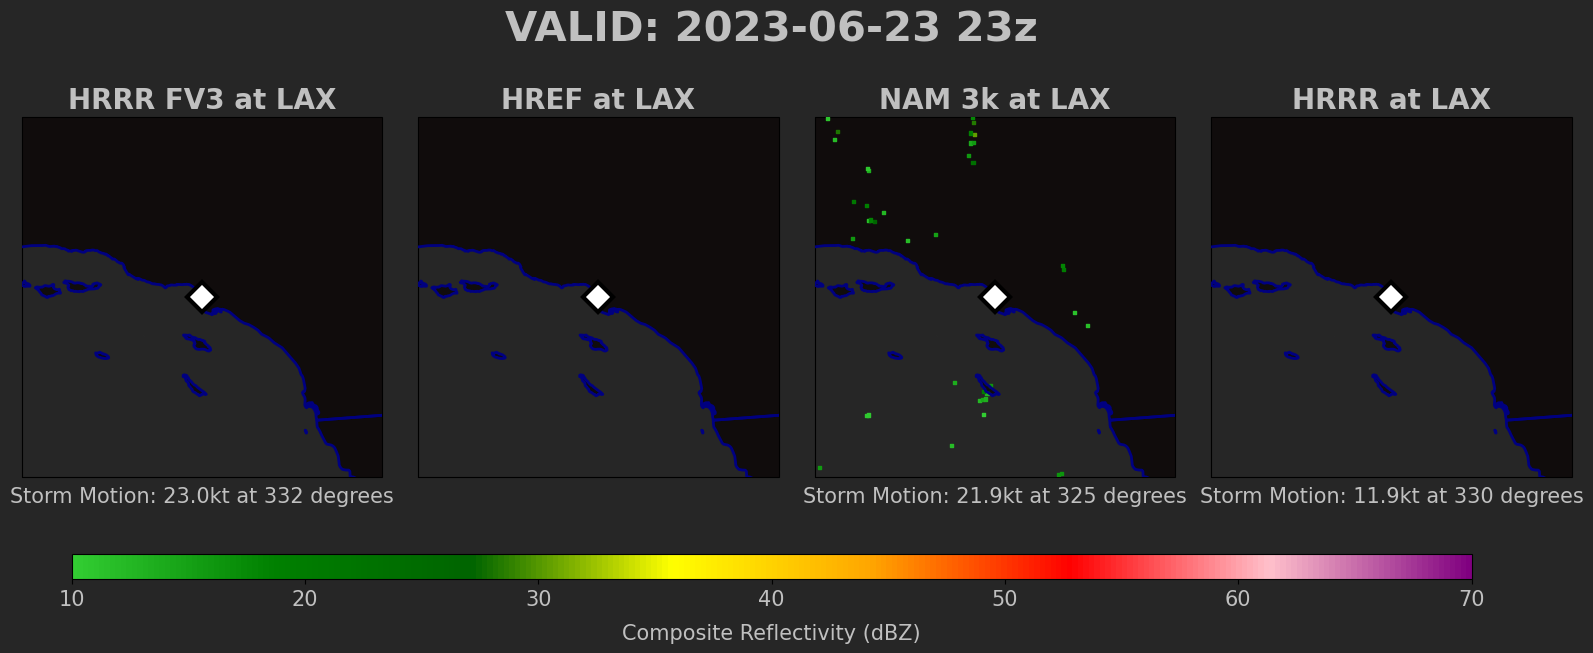 VALID: 2023-06-23 23z
HRRR FV3 at LAX
HREF at LAX
NAM 3k at LAX
HRRR at LAX
Storm Motion: 23.0kt at 332 degrees
Storm Motion: 21.9kt at 325 degrees
Storm Motion: 11.9kt at 330 degrees
10 20 30 40 50 60 70
Composite Reflectivity (dBZ)